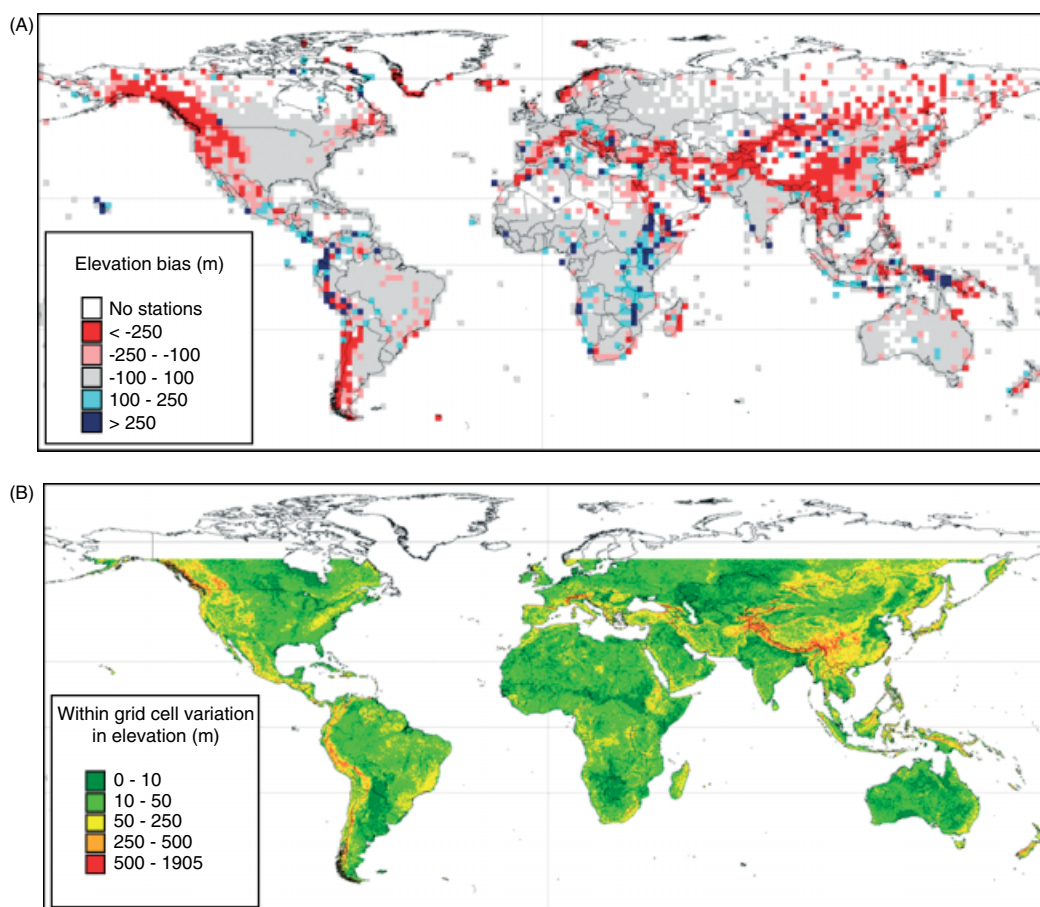 (A)
Elevation bias (m)
No stations
< -250
-250 - -100
-100 - 100
100 - 250
> 250
(B)
Within grid cell variation
in elevation (m)
0 - 10
10 - 50
50 - 250
250 - 500
500 - 1905